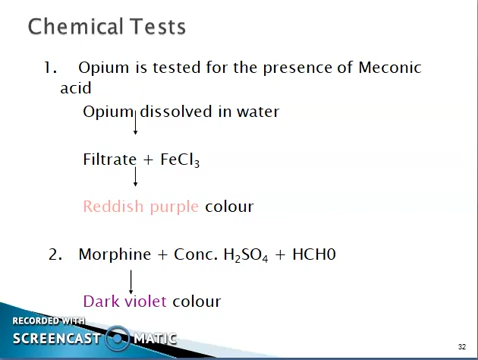 Chemical Tests
1. Opium is tested for the presence of Meconic
acid
Opium dissolved in water
Filtrate + FeCl₃
Reddish purple colour
2. Morphine + Conc. H₂SO₄ + HCH0
Dark violet colour
RECORDED WITH
SCREENCAST MATIC
32